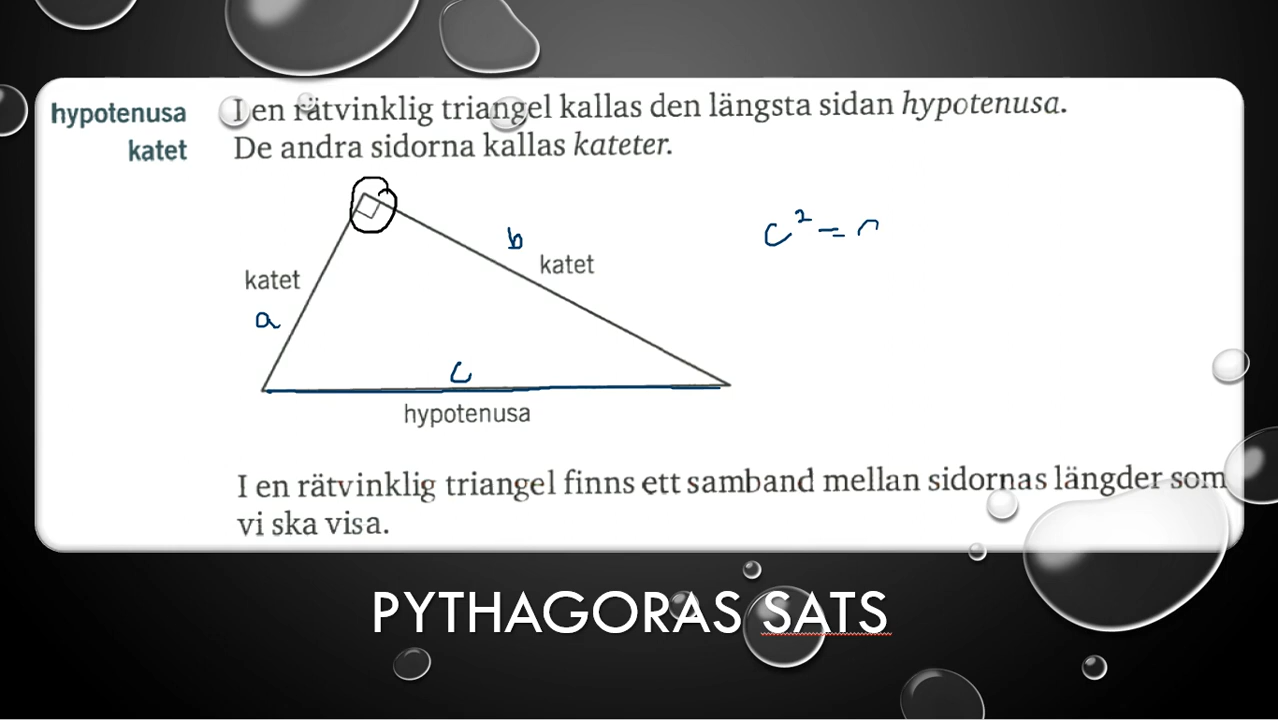 hypotenusa I en rätvinklig triangel kallas den längsta sidan hypotenusa.
katet De andra sidorna kallas kateter.
b
c² =
katet
katet
a
c
hypotenusa
I en rätvinklig triangel finns ett samband mellan sidornas längder som
vi ska visa.
PYTHAGORAS SATS